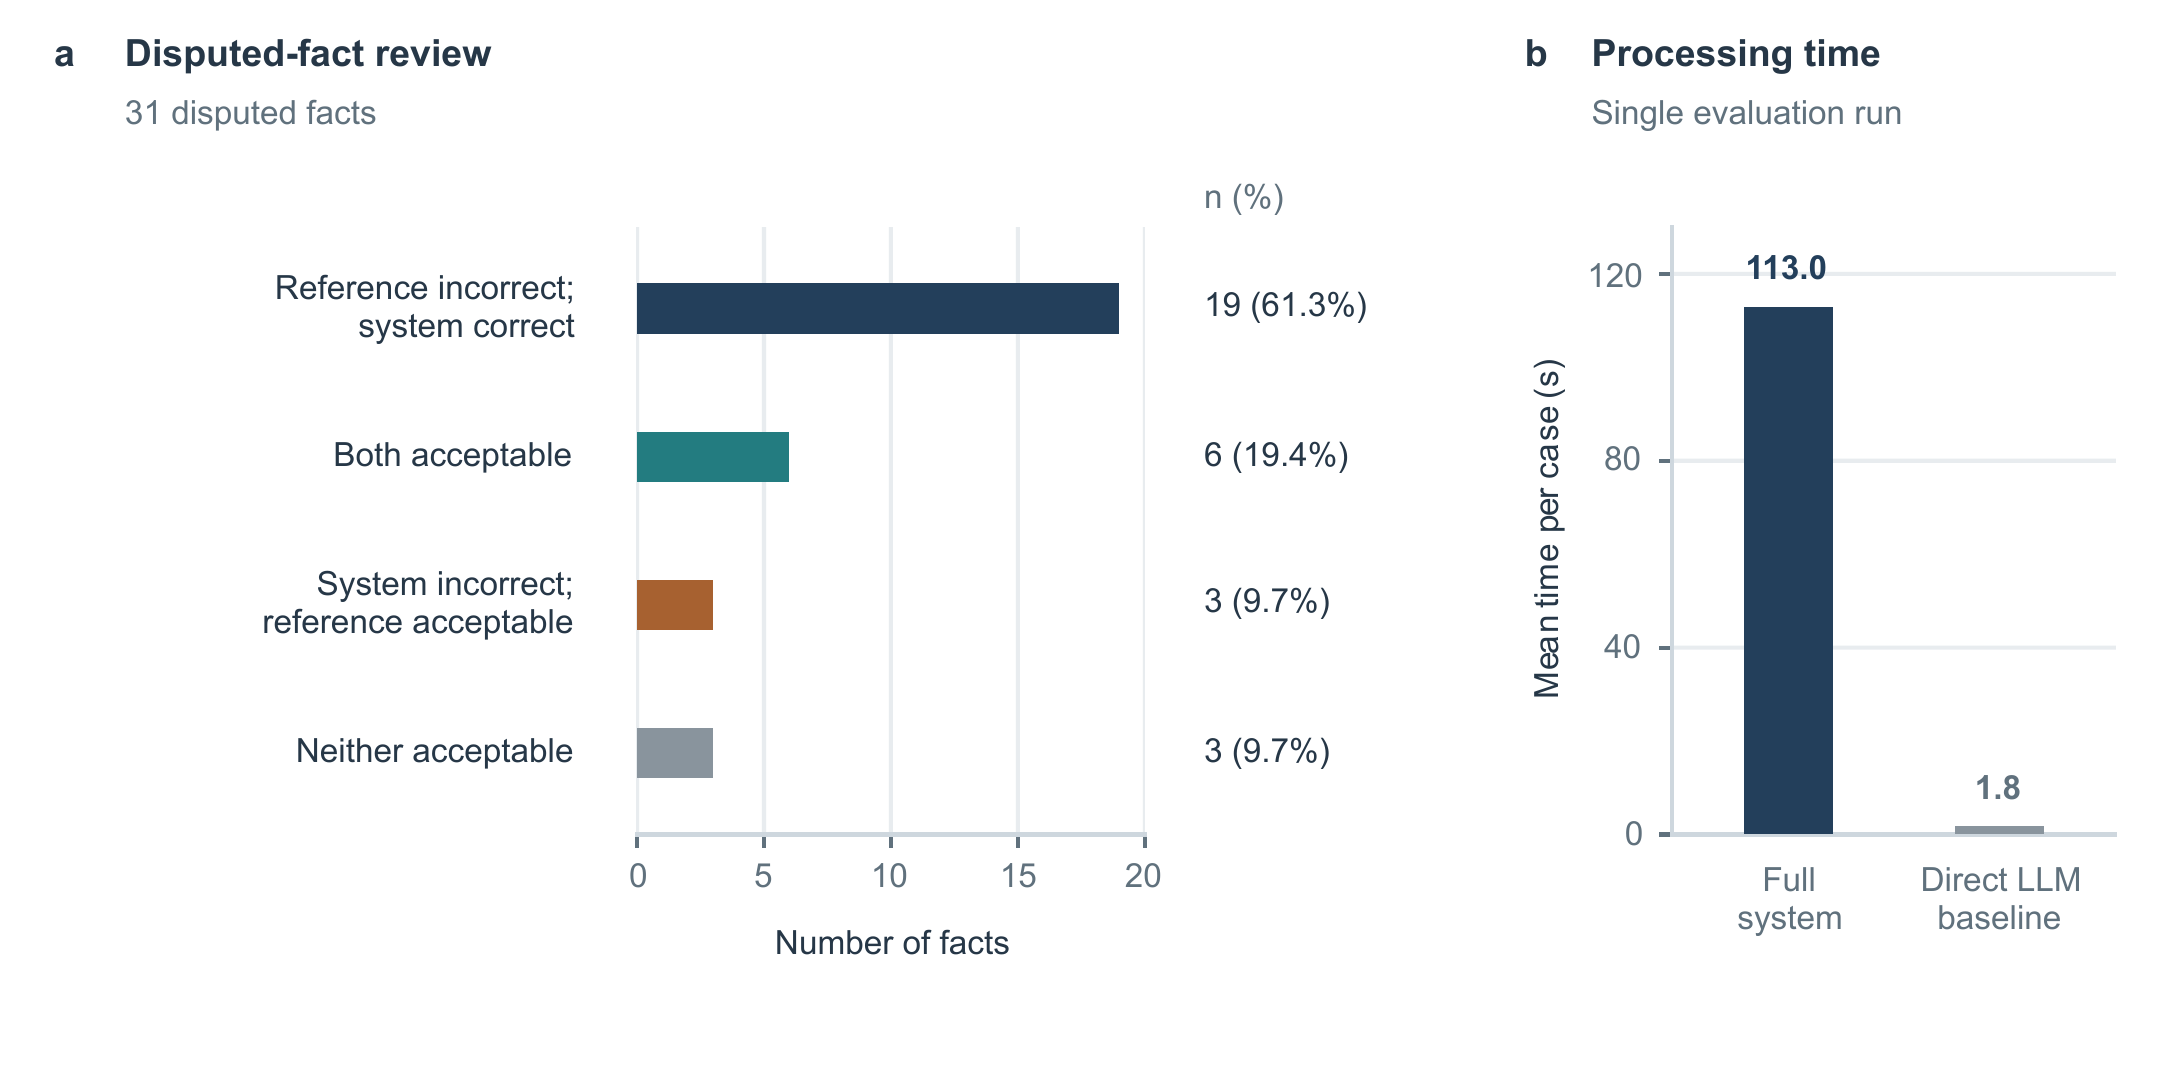 a Disputed-fact review
31 disputed facts
n (%)
Reference incorrect;
system correct
19 (61.3%)
Both acceptable
6 (19.4%)
System incorrect;
reference acceptable
3 (9.7%)
Neither acceptable
3 (9.7%)
0 5 10 15 20
Number of facts
b Processing time
Single evaluation run
Mean time per case (s)
120
80
40
0
113.0
1.8
Full
system
Direct LLM
baseline